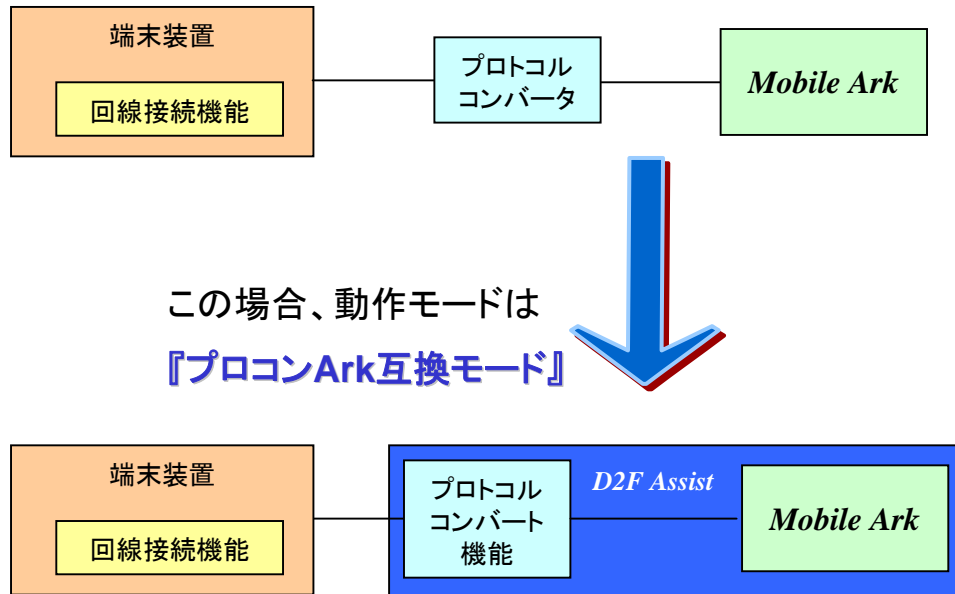 端末装置
回線接続機能
プロトコル
コンバータ
Mobile Ark
この場合、動作モードは
『プロコンArk互換モード』
端末装置
回線接続機能
プロトコル
コンバート
機能
D2F Assist
Mobile Ark